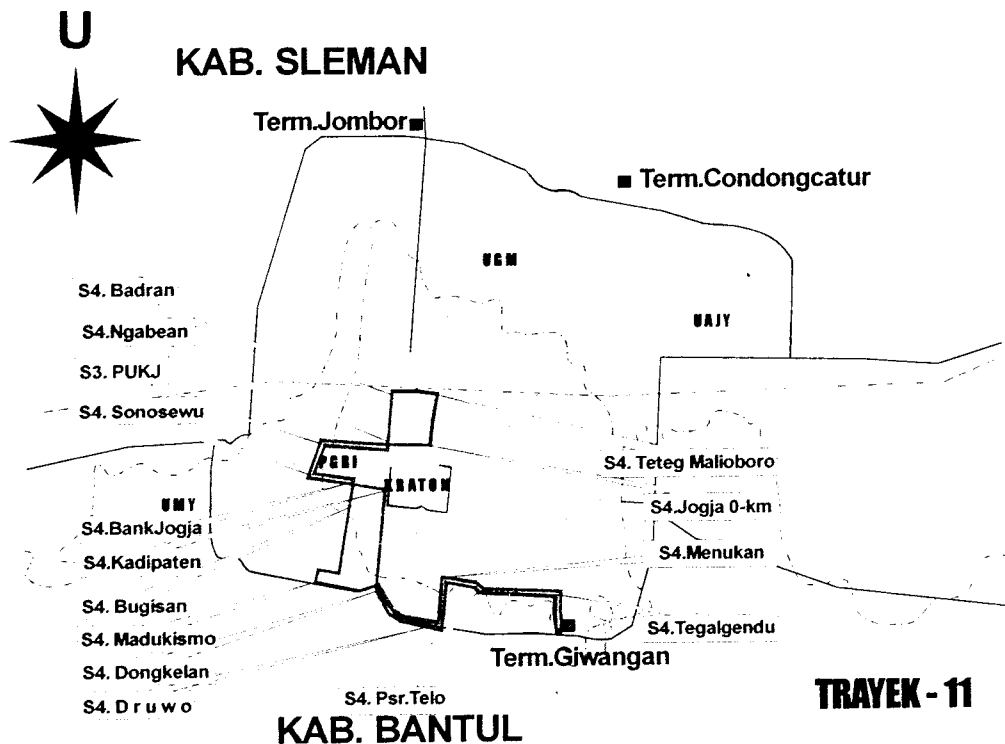 U
KAB. SLEMAN
Term.Jombor
Term.Condongcatur
UGM
UAJY
S4. Badran
S4.Ngabean
S3. PUKJ
S4. Sonosewu
PGRI
KRATON
UMY
S4. Teteg Malioboro
S4.Jogja 0-km
S4.Menukan
S4.BankJogja
S4.Kadipaten
S4. Bugisan
S4. Madukismo
S4. Dongkelan
S4. D r u w o
S4.Tegalgendu
Term.Giwangan
S4. Psr.Telo
KAB. BANTUL
TRAYEK - 11